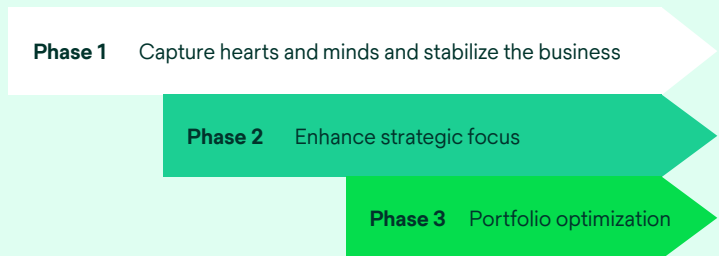 Phase 1 Capture hearts and minds and stabilize the business
Phase 2 Enhance strategic focus
Phase 3 Portfolio optimization